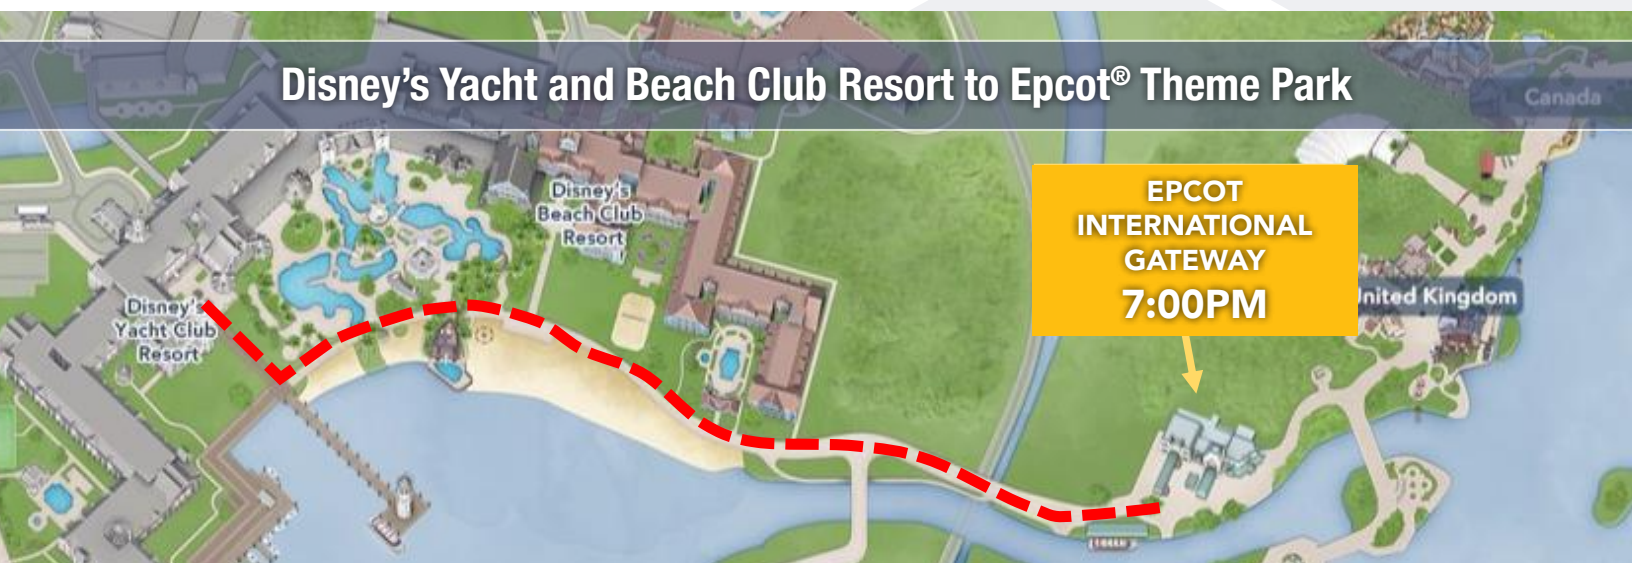 Disney's Yacht and Beach Club Resort to Epcot® Theme Park
Canada
EPCOT
INTERNATIONAL
GATEWAY
7:00PM
Disney's
Beach Club
Resort
United Kingdom
Disney's
Yacht Club
Resort